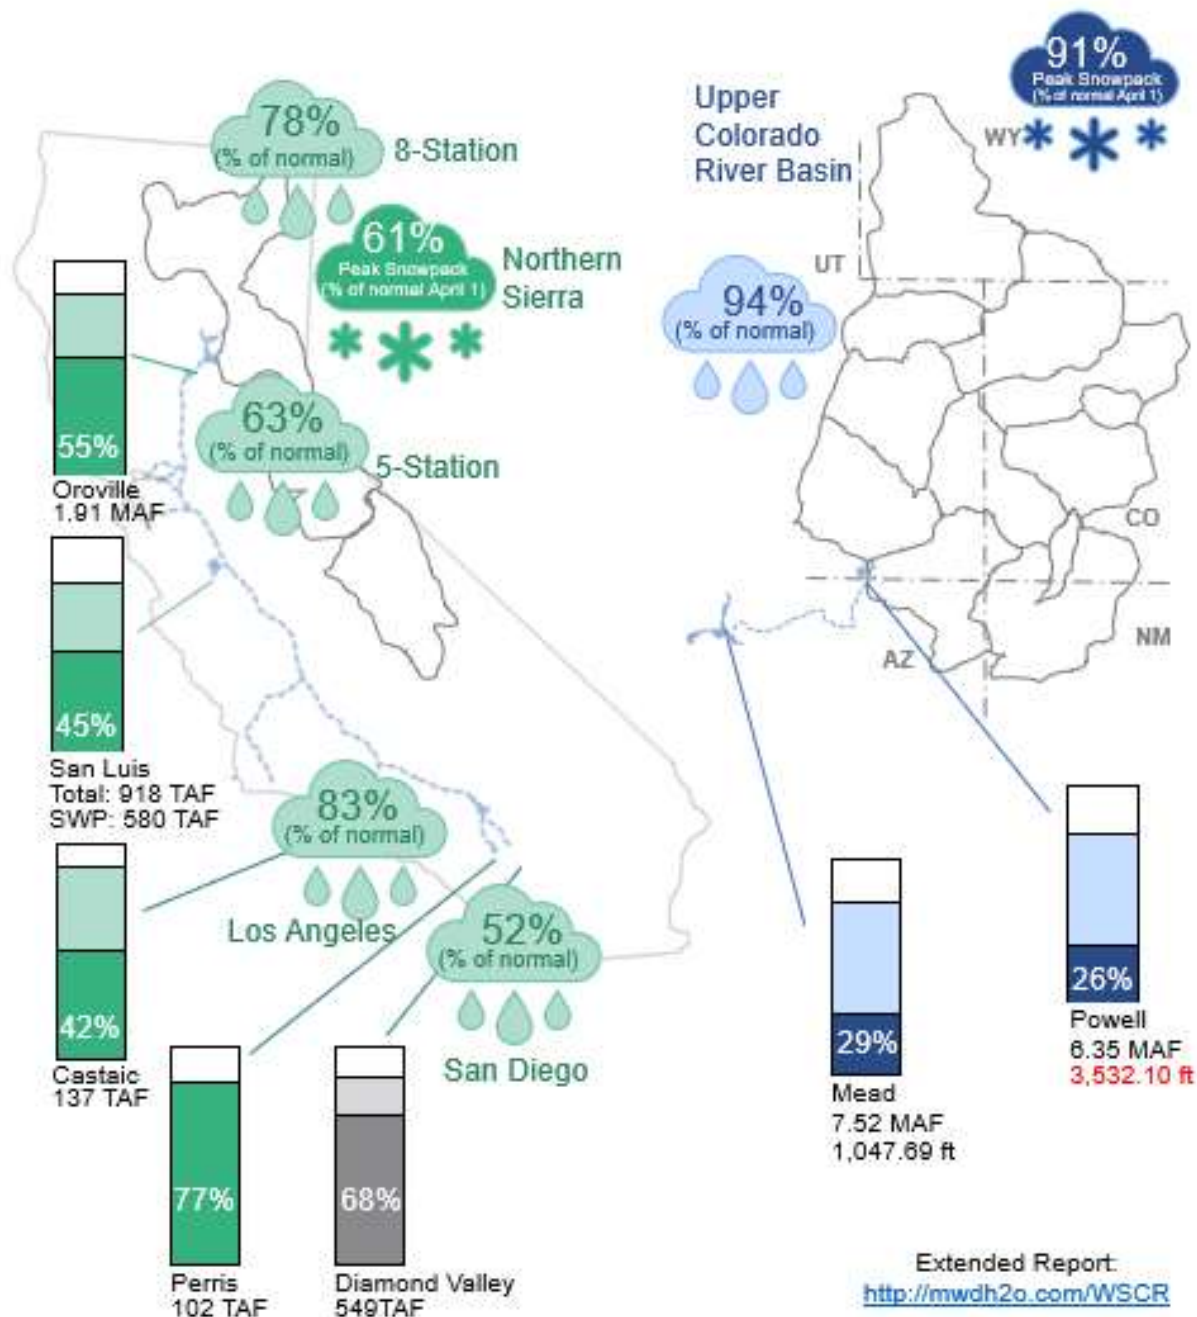 78%
(% of normal)
8-Station
61%
Peak Snowpack
(% of normal April 1)
Northern
Sierra
63%
(% of normal)
5-Station
55%
Oroville
1.91 MAF
45%
San Luis
Total: 918 TAF
SWP: 580 TAF
83%
(% of normal)
Los Angeles
52%
(% of normal)
San Diego
42%
Castaic
137 TAF
77%
Perris
102 TAF
68%
Diamond Valley
549TAF
91%
Peak Snowpack
(% of normal April 1)
Upper
Colorado
River Basin
WY
UT
94%
(% of normal)
CO
NM
AZ
29%
Mead
7.52 MAF
1,047.69 ft
26%
Powell
6.35 MAF
3,532.10 ft
Extended Report:
http://mwdh2o.com/WSCR